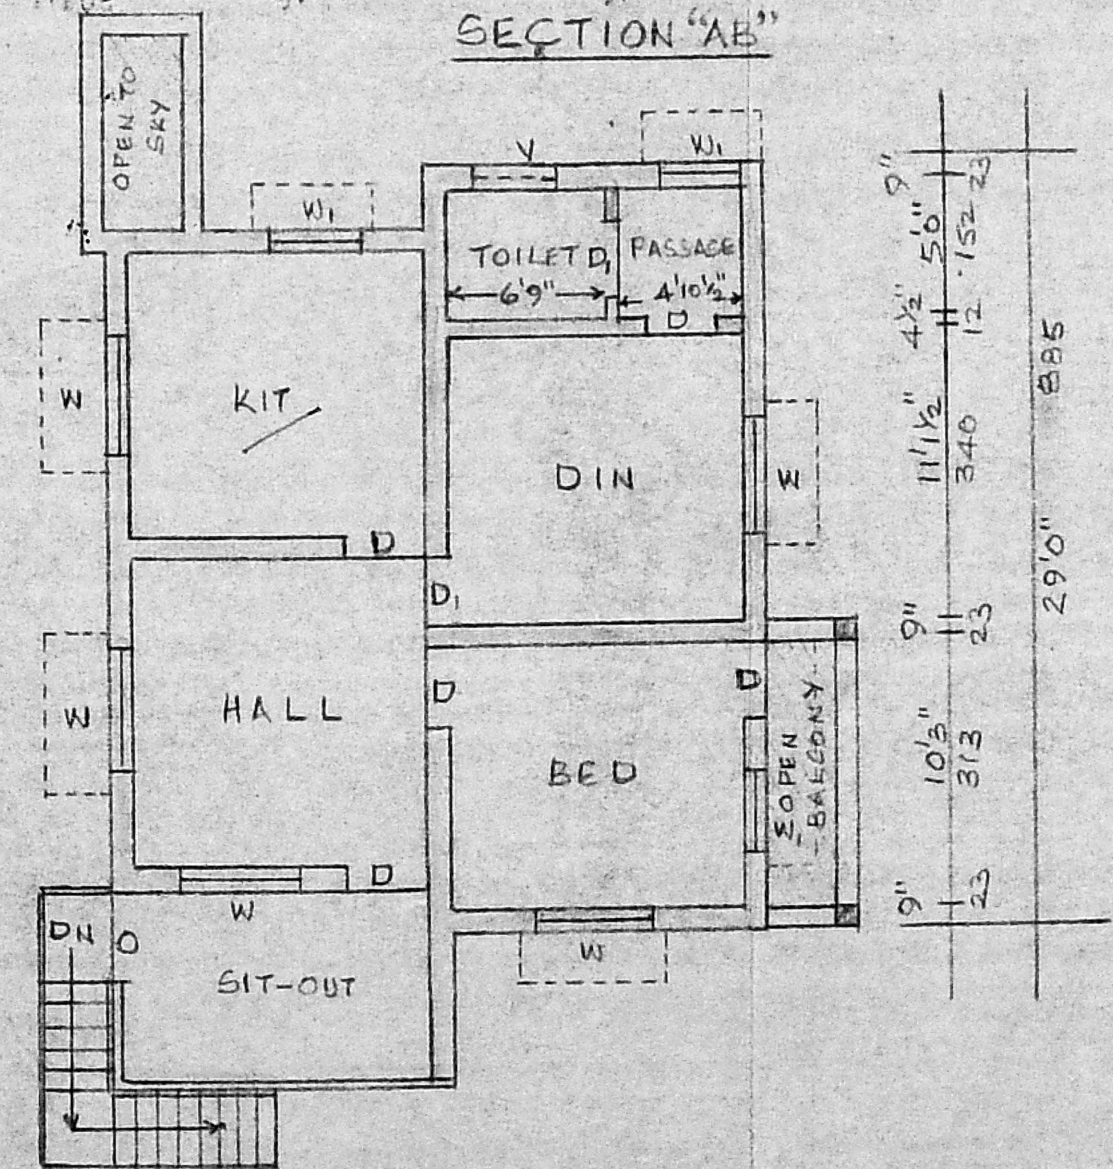 SECTION "AB"
OPEN TO
SKY
V
W1
W1
TOILET D1
PASSAGE
6'9"
4'10½"
D
W
KIT
DIN
W
D
D1
W
HALL
D
D
BED
OPEN
BALCONY
W
D
DN
O
SIT-OUT
W
9"
23
5'0"
152
4½"
12
11'1½"
340
9"
23
10'3"
313
9"
23
29'0"
885